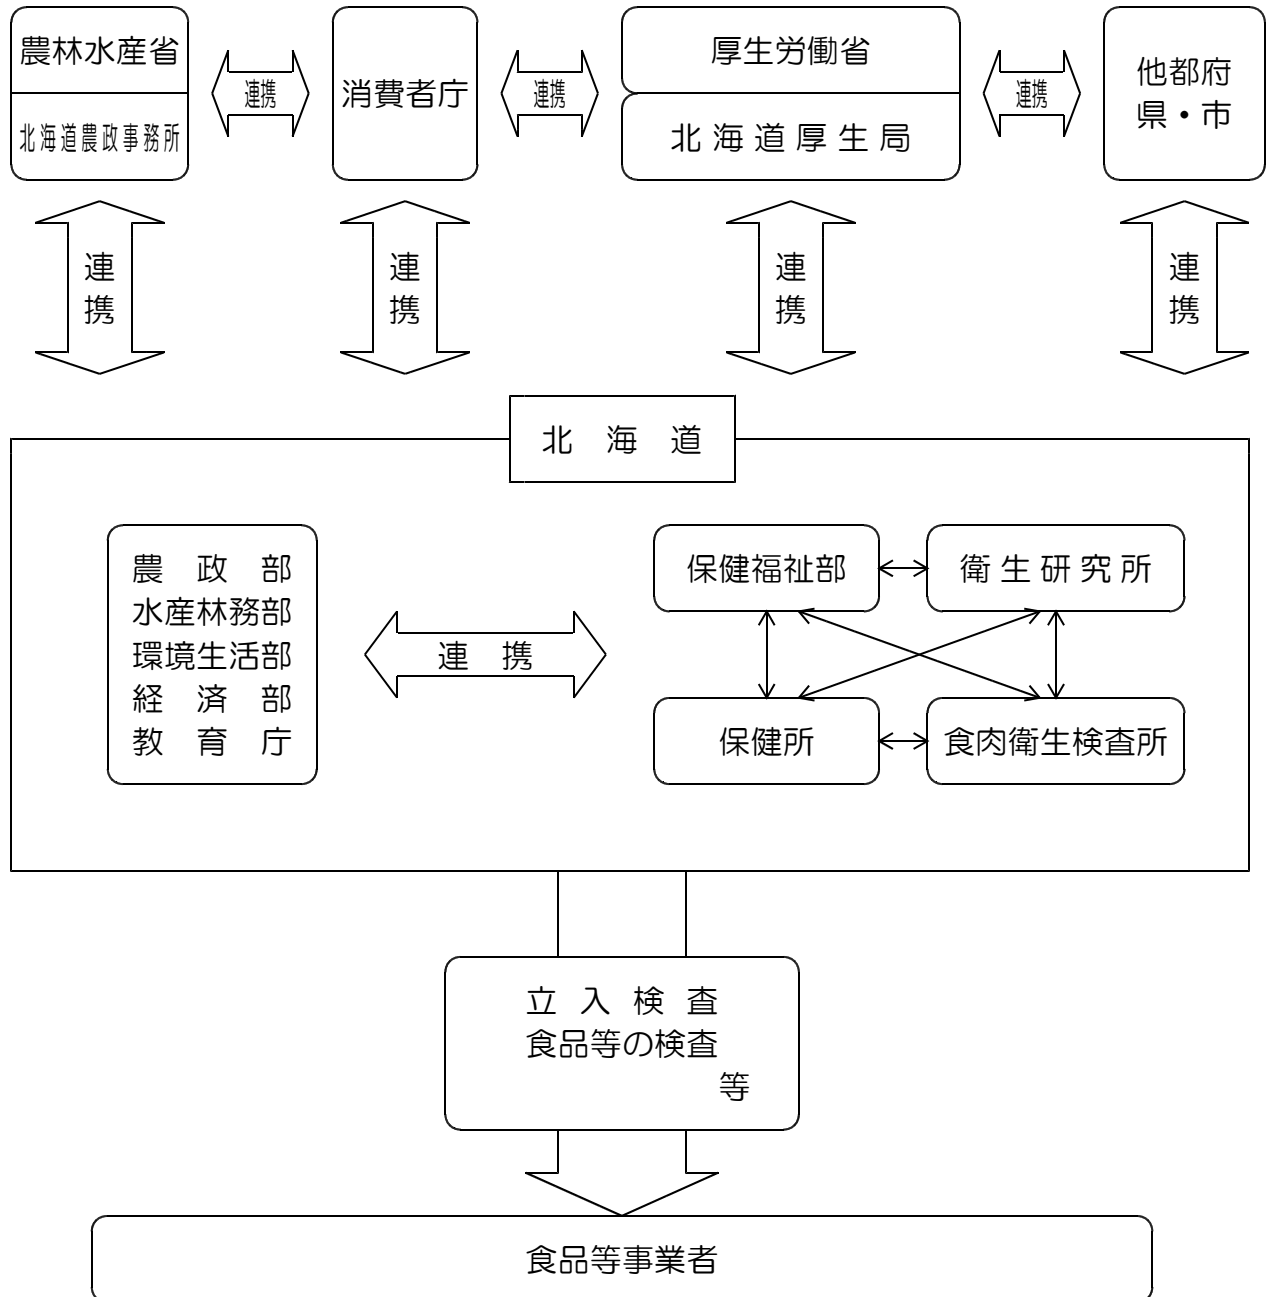 農林水産省
北海道農政事務所
連携
消費者庁
連携
厚生労働省
北海道厚生局
連携
他都府
県・市
連
携
連
携
連
携
連
携
北　海　道
農　政　部
水産林務部
環境生活部
経　済　部
教　育　庁
連　携
保健福祉部
衛生研究所
保健所
食肉衛生検査所
立入検査
食品等の検査
等
食品等事業者